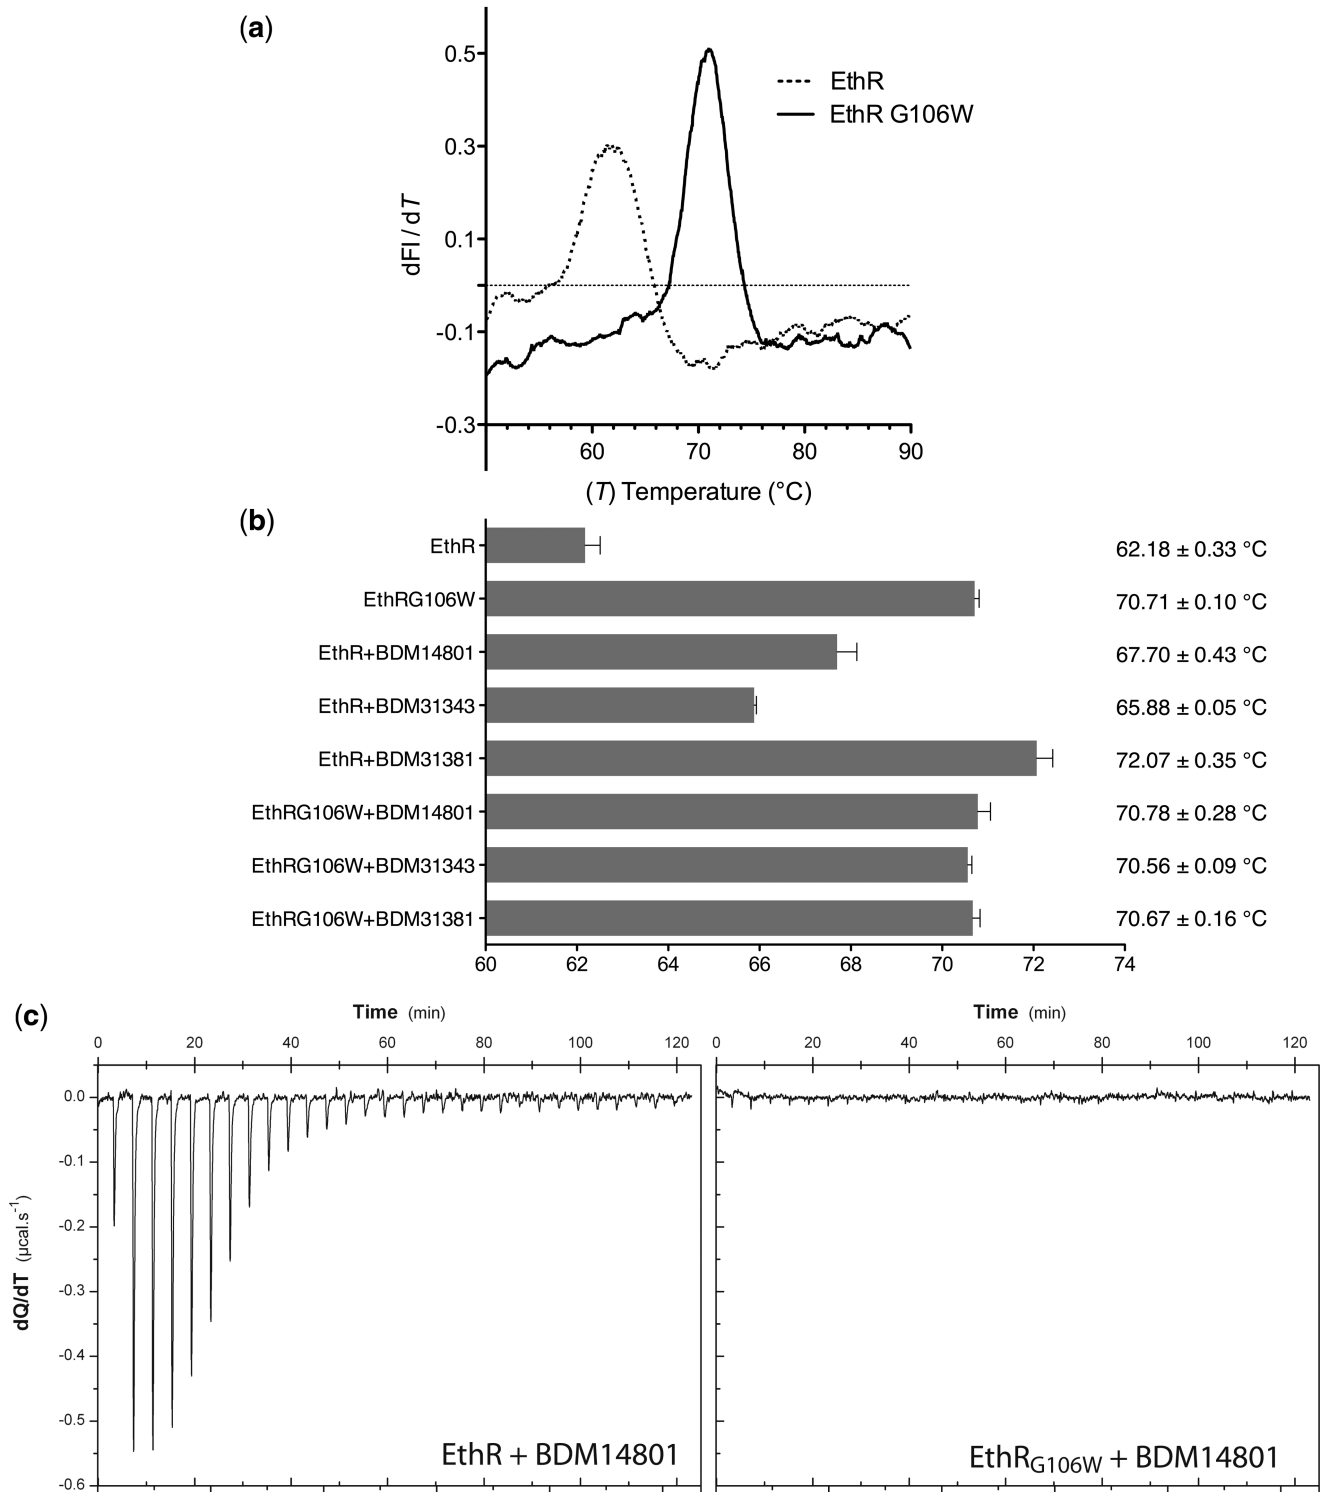 (a)
0.5
0.3
0.1
-0.1
-0.3
dFI / dT
EthR
EthR G106W
60 70 80 90
(T) Temperature (°C)
(b)
EthR 62.18 ± 0.33 °C
EthRG106W 70.71 ± 0.10 °C
EthR+BDM14801 67.70 ± 0.43 °C
EthR+BDM31343 65.88 ± 0.05 °C
EthR+BDM31381 72.07 ± 0.35 °C
EthRG106W+BDM14801 70.78 ± 0.28 °C
EthRG106W+BDM31343 70.56 ± 0.09 °C
EthRG106W+BDM31381 70.67 ± 0.16 °C
60 62 64 66 68 70 72 74
(c)
Time (min)
0 20 40 60 80 100 120
0.0
-0.1
-0.2
-0.3
-0.4
-0.5
-0.6
dQ/dT (µcal.s⁻¹)
EthR + BDM14801
Time (min)
0 20 40 60 80 100 120
EthR_G106W + BDM14801